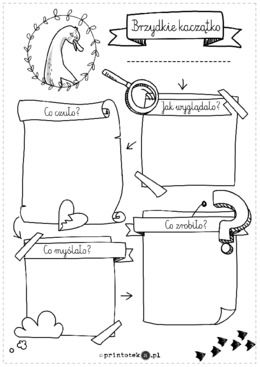 Brzydkie kaczątko
Jak wyglądało?
Co czuło?
Co myślało?
Co zrobiło?
printoteka.pl